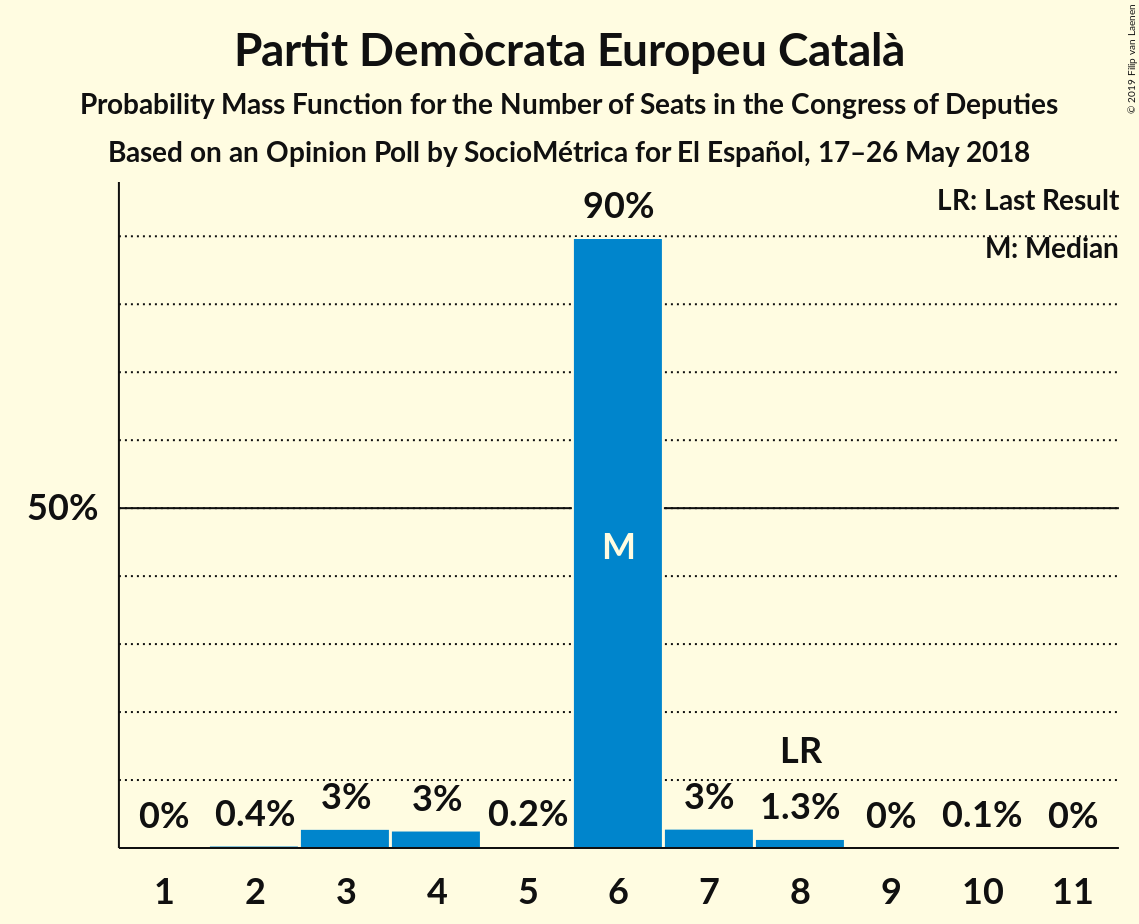 Partit Demòcrata Europeu Català
Probability Mass Function for the Number of Seats in the Congress of Deputies
Based on an Opinion Poll by SocioMétrica for El Español, 17–26 May 2018
© 2019 Filip van Laenen
LR: Last Result
M: Median
90%
50%
M
LR
0% 0.4% 3% 3% 0.2% 3% 1.3% 0% 0.1% 0%
1 2 3 4 5 6 7 8 9 10 11